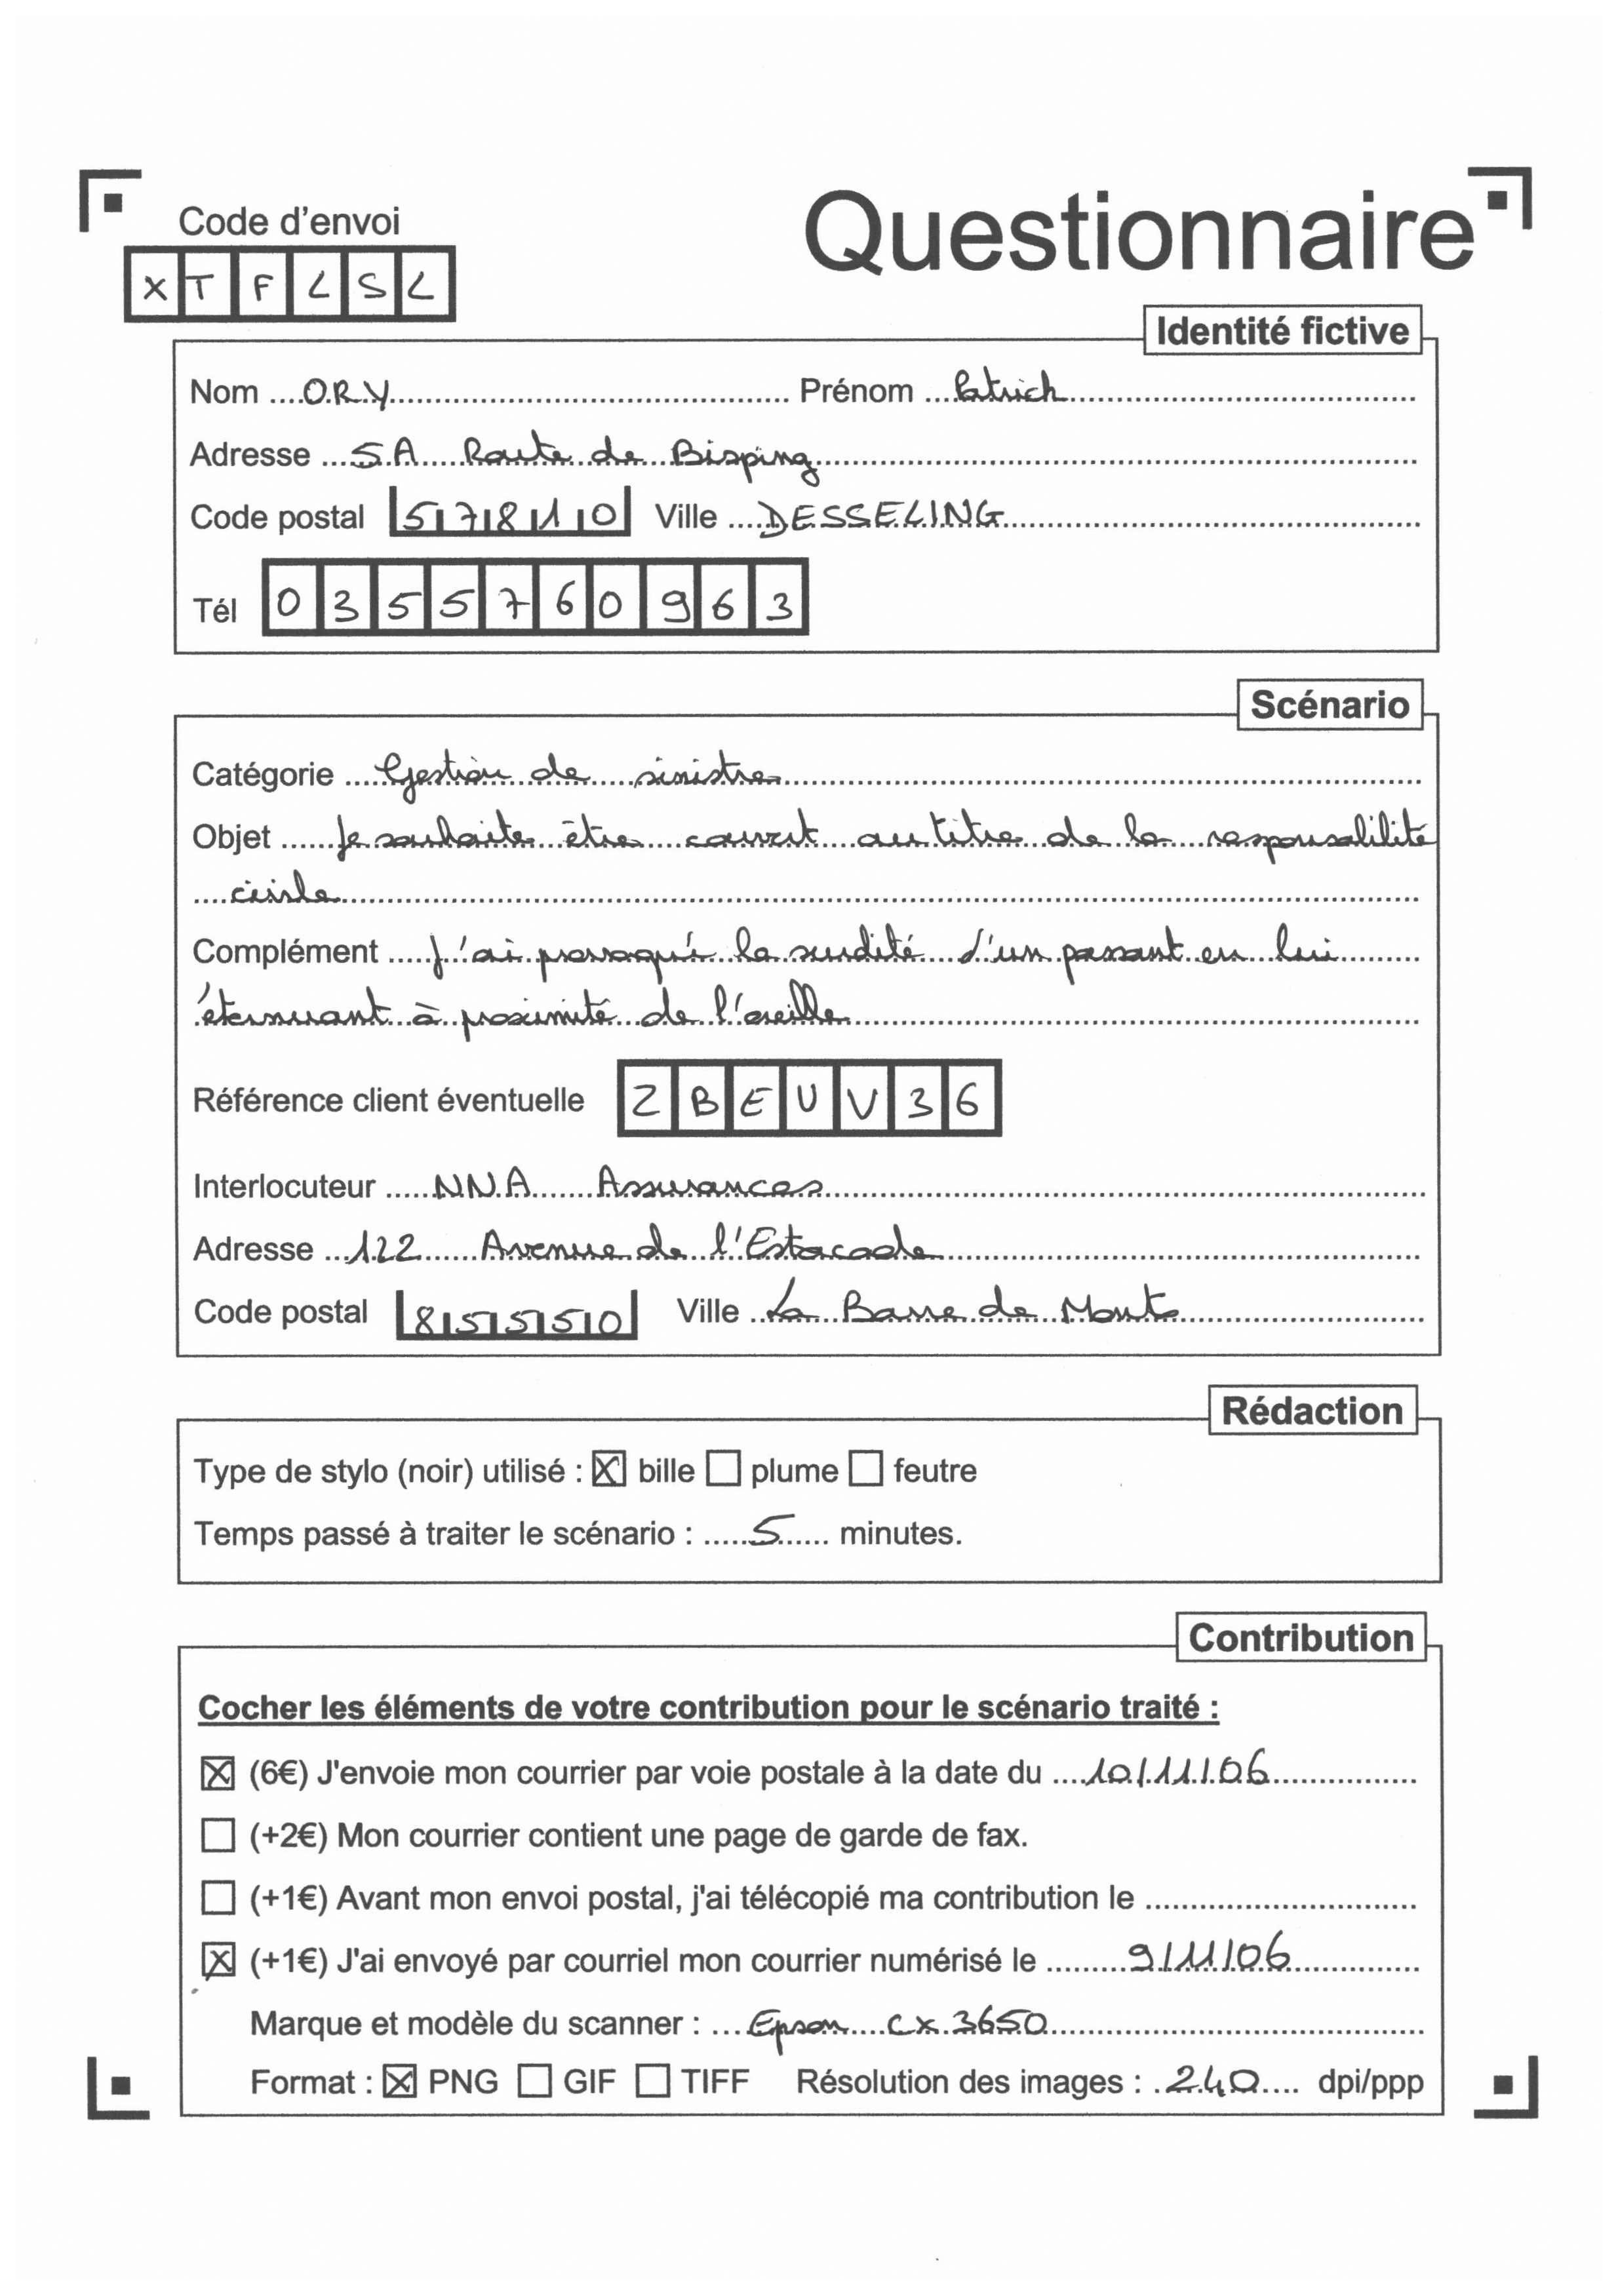 Questionnaire
Code d'envoi
XTFLSL
Identité fictive
Nom ORY Prénom Patrick
Adresse 5A Route de Bisping
Code postal 57810 Ville DESSELING
Tél 0355760963
Scénario
Catégorie Gestion de sinistre
Objet Je souhaite être couvert au titre de la responsalilité
civile
Complément J'ai provoqué la surdité d'un passant en lui
éternuant à proximité de l'oreille
Référence client éventuelle ZBEUV36
Interlocuteur NNA Assurances
Adresse 122 Avenue de l'Estacade
Code postal 85550 Ville La Barre de Monts
Rédaction
Type de stylo (noir) utilisé : ☒ bille ☐ plume ☐ feutre
Temps passé à traiter le scénario : 5 minutes.
Contribution
Cocher les éléments de votre contribution pour le scénario traité :
☒ (6€) J'envoie mon courrier par voie postale à la date du 10/11/06
☐ (+2€) Mon courrier contient une page de garde de fax.
☐ (+1€) Avant mon envoi postal, j'ai télécopié ma contribution le
☒ (+1€) J'ai envoyé par courriel mon courrier numérisé le 9/11/06
Marque et modèle du scanner : Epson cx 3650
Format : ☒ PNG ☐ GIF ☐ TIFF Résolution des images : 240 dpi/ppp